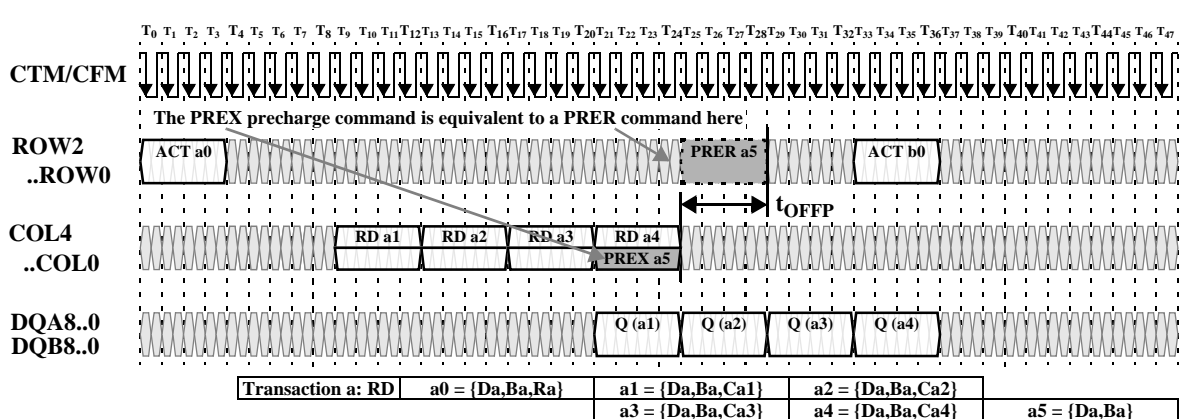 T0 T1 T2 T3 T4 T5 T6 T7 T8 T9 T10 T11 T12 T13 T14 T15 T16 T17 T18 T19 T20 T21 T22 T23 T24 T25 T26 T27 T28 T29 T30 T31 T32 T33 T34 T35 T36 T37 T38 T39 T40 T41 T42 T43 T44 T45 T46 T47
CTM/CFM
The PREX precharge command is equivalent to a PRER command here
ROW2
..ROW0
ACT a0 PRER a5 ACT b0
tOFFP
COL4
..COL0
RD a1 RD a2 RD a3 RD a4
PREX a5
DQA8..0
DQB8..0
Q (a1) Q (a2) Q (a3) Q (a4)
Transaction a: RD a0 = {Da,Ba,Ra} a1 = {Da,Ba,Ca1} a2 = {Da,Ba,Ca2}
a3 = {Da,Ba,Ca3} a4 = {Da,Ba,Ca4} a5 = {Da,Ba}